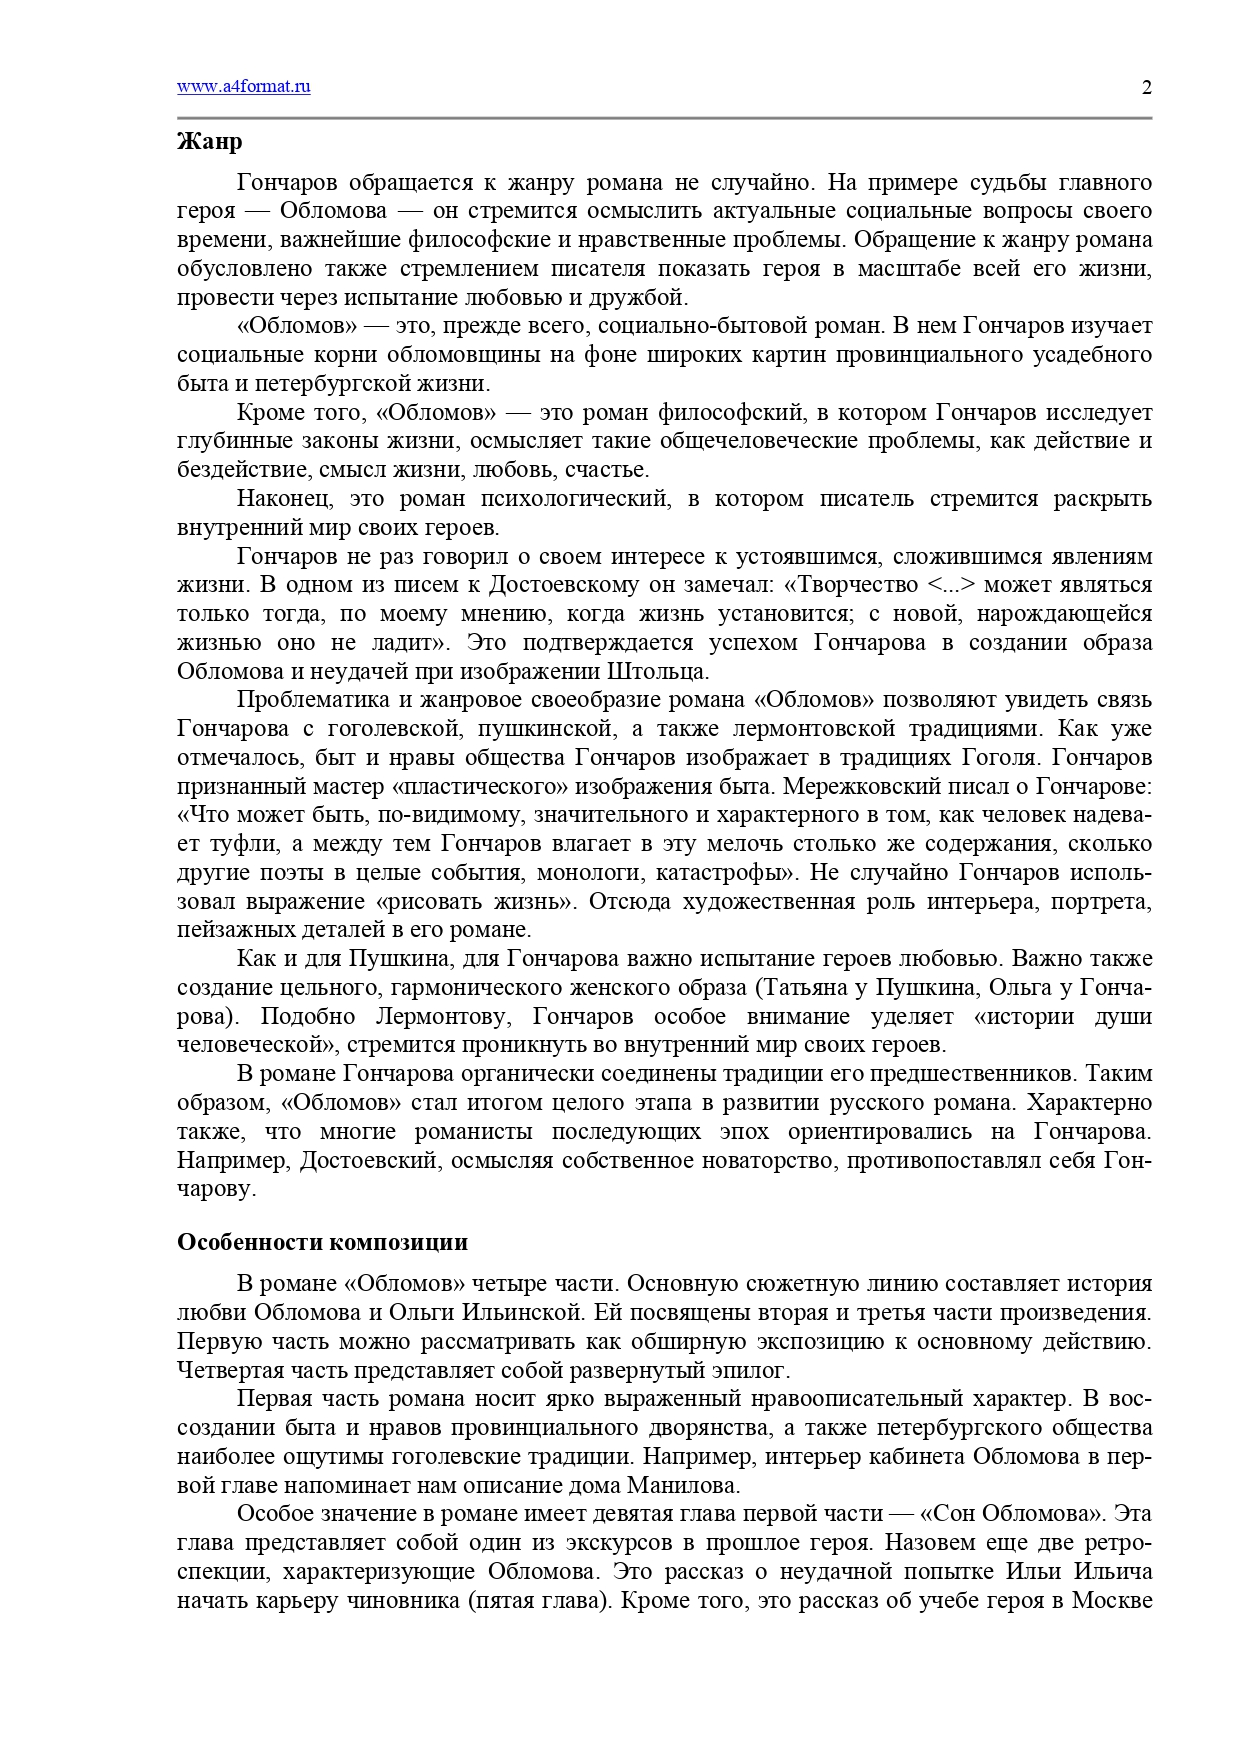 www.a4format.ru 2
Жанр
Гончаров обращается к жанру романа не случайно. На примере судьбы главного
героя — Обломова — он стремится осмыслить актуальные социальные вопросы своего
времени, важнейшие философские и нравственные проблемы. Обращение к жанру романа
обусловлено также стремлением писателя показать героя в масштабе всей его жизни,
провести через испытание любовью и дружбой.
«Обломов» — это, прежде всего, социально-бытовой роман. В нем Гончаров изучает
социальные корни обломовщины на фоне широких картин провинциального усадебного
быта и петербургской жизни.
Кроме того, «Обломов» — это роман философский, в котором Гончаров исследует
глубинные законы жизни, осмысляет такие общечеловеческие проблемы, как действие и
бездействие, смысл жизни, любовь, счастье.
Наконец, это роман психологический, в котором писатель стремится раскрыть
внутренний мир своих героев.
Гончаров не раз говорил о своем интересе к устоявшимся, сложившимся явлениям
жизни. В одном из писем к Достоевскому он замечал: «Творчество <...> может являться
только тогда, по моему мнению, когда жизнь установится; с новой, нарождающейся
жизнью оно не ладит». Это подтверждается успехом Гончарова в создании образа
Обломова и неудачей при изображении Штольца.
Проблематика и жанровое своеобразие романа «Обломов» позволяют увидеть связь
Гончарова с гоголевской, пушкинской, а также лермонтовской традициями. Как уже
отмечалось, быт и нравы общества Гончаров изображает в традициях Гоголя. Гончаров
признанный мастер «пластического» изображения быта. Мережковский писал о Гончарове:
«Что может быть, по-видимому, значительного и характерного в том, как человек надева-
ет туфли, а между тем Гончаров влагает в эту мелочь столько же содержания, сколько
другие поэты в целые события, монологи, катастрофы». Не случайно Гончаров исполь-
зовал выражение «рисовать жизнь». Отсюда художественная роль интерьера, портрета,
пейзажных деталей в его романе.
Как и для Пушкина, для Гончарова важно испытание героев любовью. Важно также
создание цельного, гармонического женского образа (Татьяна у Пушкина, Ольга у Гонча-
рова). Подобно Лермонтову, Гончаров особое внимание уделяет «истории души
человеческой», стремится проникнуть во внутренний мир своих героев.
В романе Гончарова органически соединены традиции его предшественников. Таким
образом, «Обломов» стал итогом целого этапа в развитии русского романа. Характерно
также, что многие романисты последующих эпох ориентировались на Гончарова.
Например, Достоевский, осмысляя собственное новаторство, противопоставлял себя Гон-
чарову.
Особенности композиции
В романе «Обломов» четыре части. Основную сюжетную линию составляет история
любви Обломова и Ольги Ильинской. Ей посвящены вторая и третья части произведения.
Первую часть можно рассматривать как обширную экспозицию к основному действию.
Четвертая часть представляет собой развернутый эпилог.
Первая часть романа носит ярко выраженный нравоописательный характер. В вос-
создании быта и нравов провинциального дворянства, а также петербургского общества
наиболее ощутимы гоголевские традиции. Например, интерьер кабинета Обломова в пер-
вой главе напоминает нам описание дома Манилова.
Особое значение в романе имеет девятая глава первой части — «Сон Обломова». Эта
глава представляет собой один из экскурсов в прошлое героя. Назовем еще две ретро-
спекции, характеризующие Обломова. Это рассказ о неудачной попытке Ильи Ильича
начать карьеру чиновника (пятая глава). Кроме того, это рассказ об учебе героя в Москве